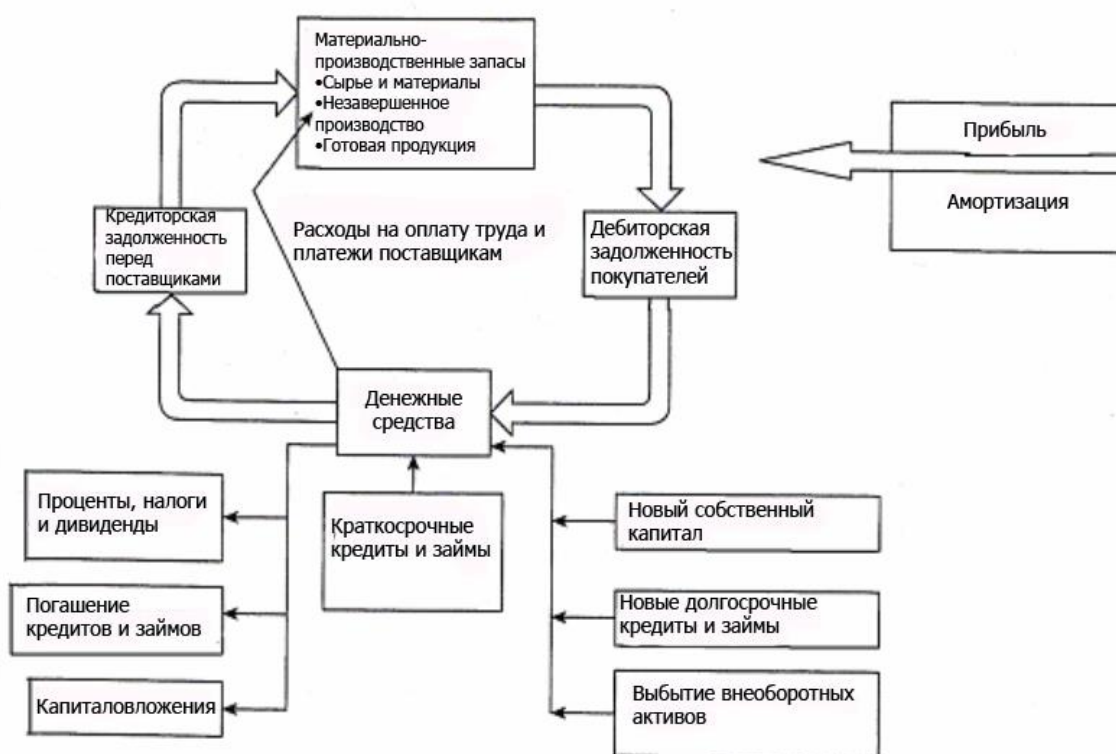 Материально-
производственные запасы
•Сырье и материалы
•Незавершенное
производство
•Готовая продукция
Прибыль
Амортизация
Кредиторская
задолженность
перед
поставщиками
Расходы на оплату труда и
платежи поставщикам
Дебиторская
задолженность
покупателей
Денежные
средства
Проценты, налоги
и дивиденды
Краткосрочные
кредиты и займы
Новый собственный
капитал
Погашение
кредитов и займов
Новые долгосрочные
кредиты и займы
Капиталовложения
Выбытие внеоборотных
активов